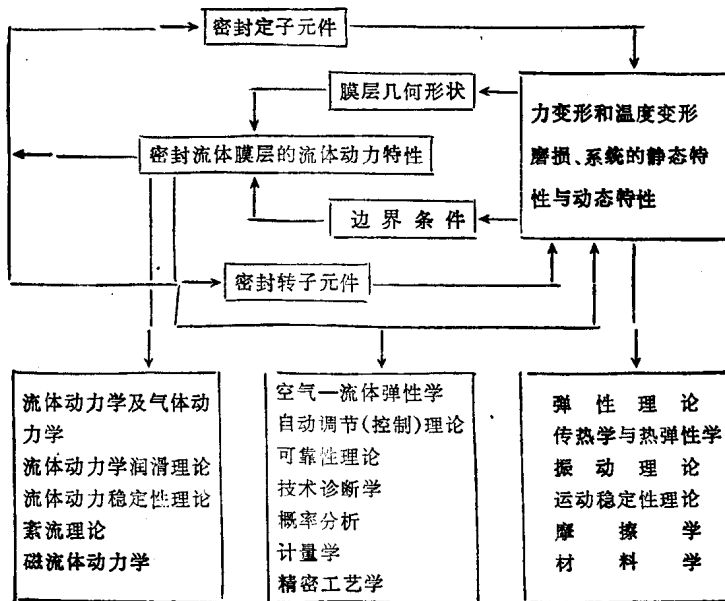 密封定子元件
膜层几何形状
力变形和温度变形
磨损、系统的静态特
性与动态特性
密封流体膜层的流体动力特性
边界条件
密封转子元件
流体动力学及气体动
力学
流体动力学润滑理论
流体动力稳定性理论
紊流理论
磁流体动力学
空气—流体弹性学
自动调节(控制)理论
可靠性理论
技术诊断学
概率分析
计量学
精密工艺学
弹性理论
传热学与热弹性学
振动理论
运动稳定性理论
摩擦学
材料学